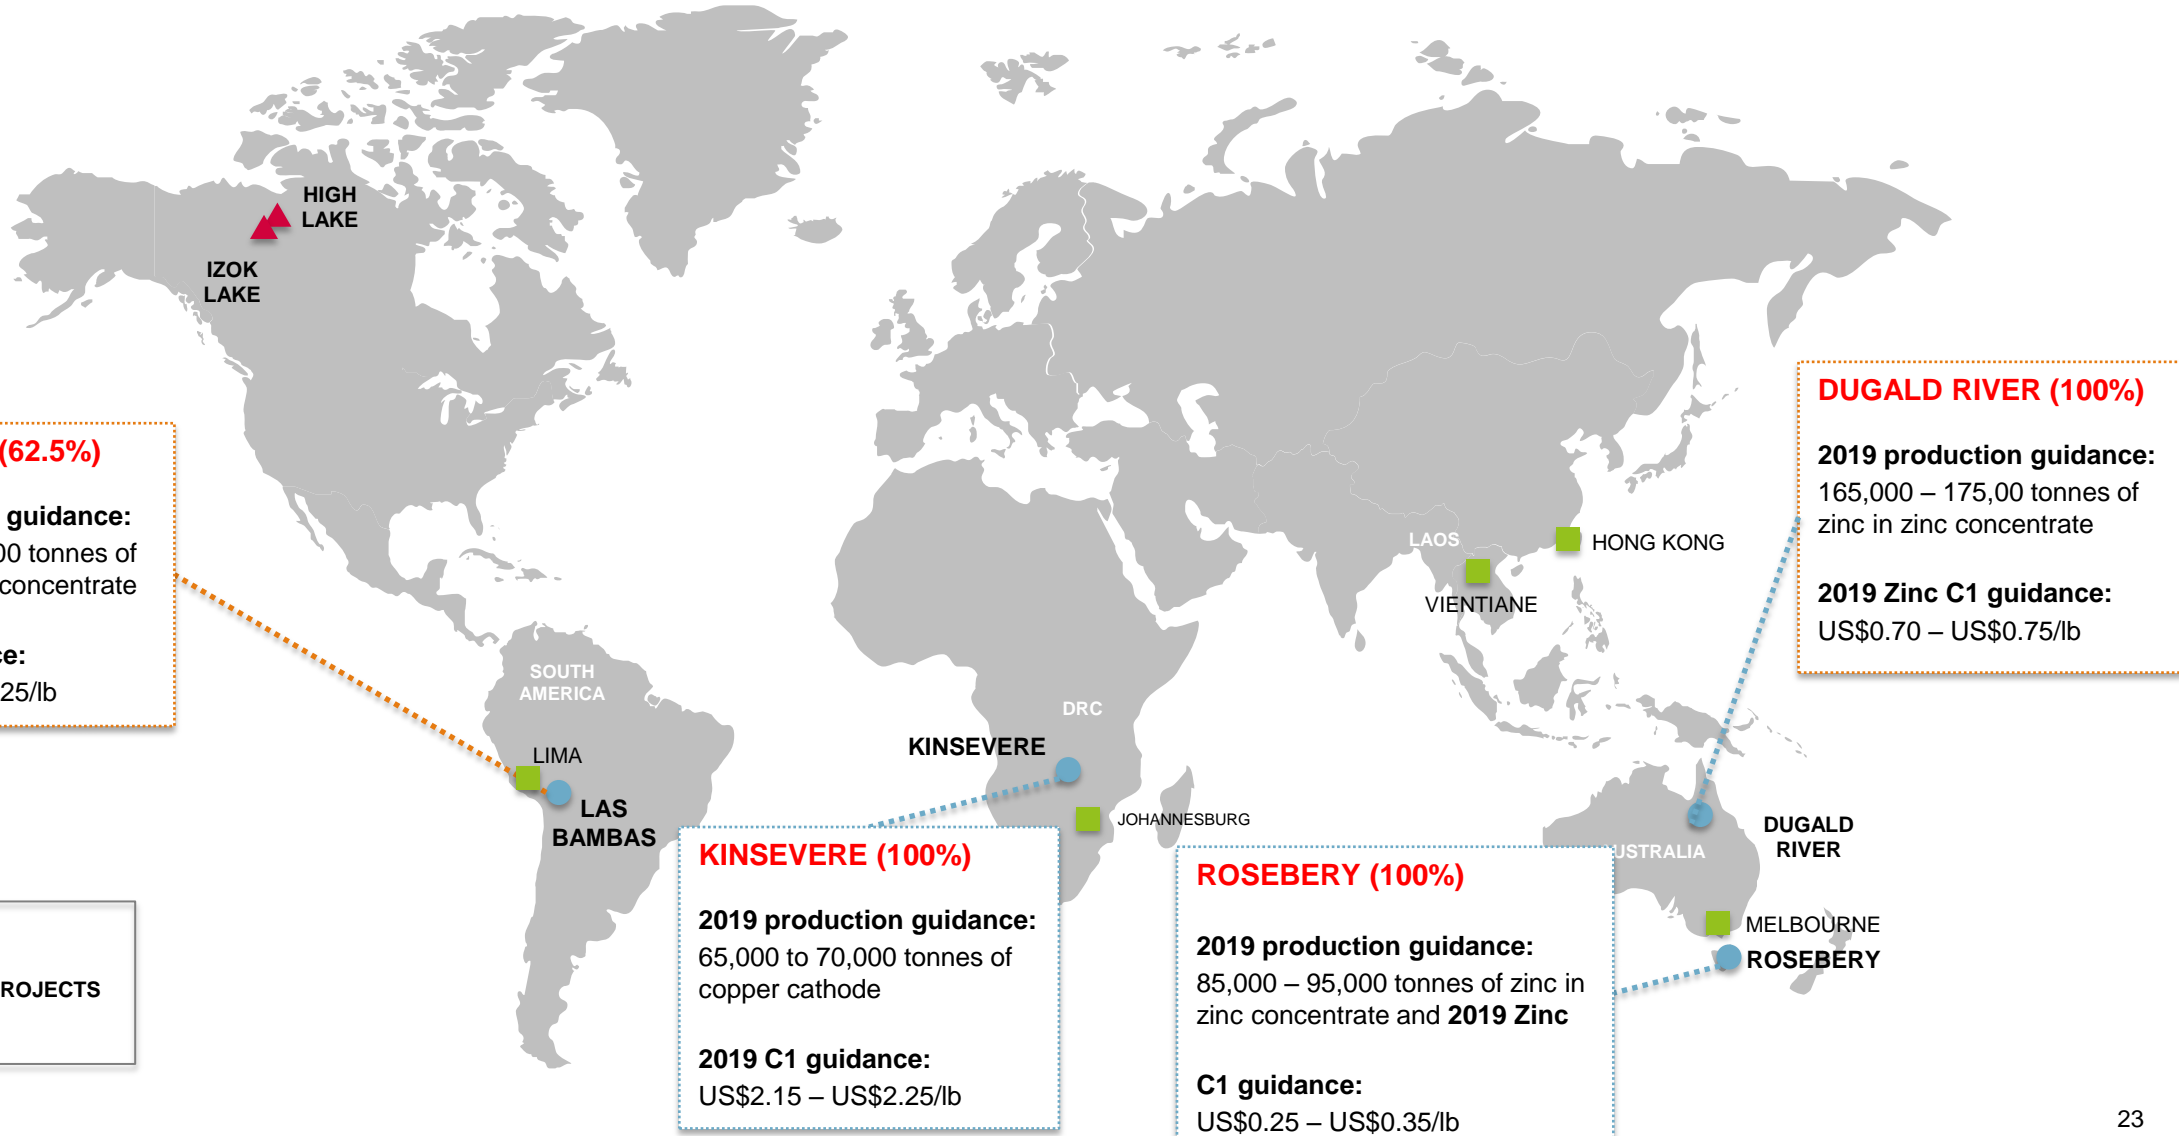 HIGH
LAKE
IZOK
LAKE
(62.5%)
guidance:
00 tonnes of
concentrate
ce:
25/lb
SOUTH
AMERICA
LIMA
LAS
BAMBAS
ROJECTS
DRC
KINSEVERE
JOHANNESBURG
KINSEVERE (100%)
2019 production guidance:
65,000 to 70,000 tonnes of
copper cathode
2019 C1 guidance:
US$2.15 – US$2.25/lb
LAOS
HONG KONG
VIENTIANE
DUGALD RIVER (100%)
2019 production guidance:
165,000 – 175,00 tonnes of
zinc in zinc concentrate
2019 Zinc C1 guidance:
US$0.70 – US$0.75/lb
USTRALIA
DUGALD
RIVER
MELBOURNE
ROSEBERY
ROSEBERY (100%)
2019 production guidance:
85,000 – 95,000 tonnes of zinc in
zinc concentrate and 2019 Zinc
C1 guidance:
US$0.25 – US$0.35/lb
23